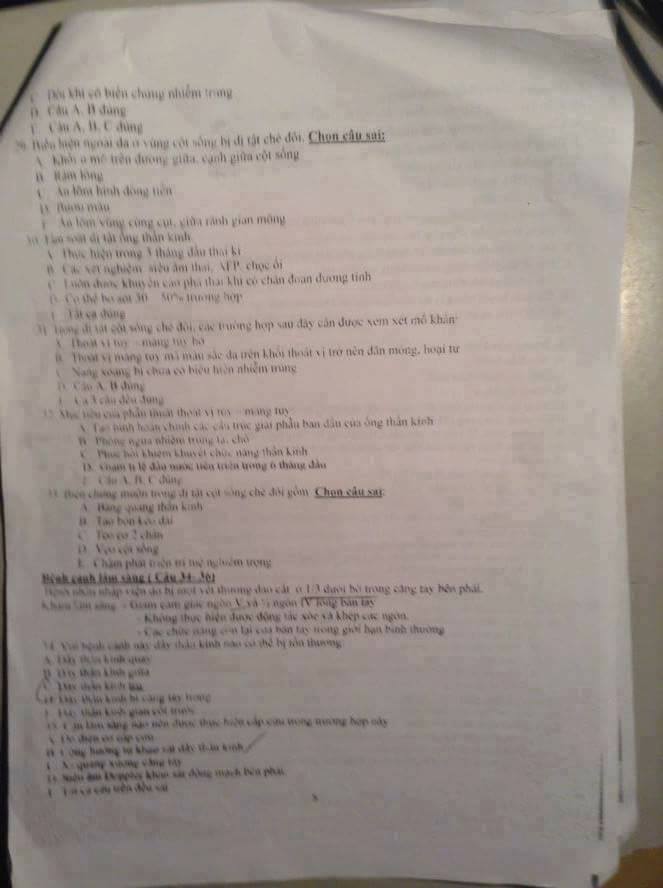 C. Đôi khi có biến chứng nhiễm trùng
D. Câu A, B đúng
E. Câu A, B, C đúng
29. Biểu hiện ngoài da ở vùng cột sống bị dị tật chẻ đôi. Chọn câu sai:
A. Khối u mỡ trên đường giữa, cạnh giữa cột sống
B. Rậm lông
C. Ấn lõm hình đồng tiền
D. Bướu máu
E. Ấn lõm vùng cùng cụt, giữa rãnh gian mông
30. Tầm soát dị tật ống thần kinh
A. Thực hiện trong 3 tháng đầu thai kì
B. Các xét nghiệm: siêu âm thai, AFP, chọc ối
C. Luôn được khuyên can phá thai khi có chẩn đoán dương tính
D. Có thể bỏ sót 30 - 50% trường hợp
E. Tất cả đúng
31. Trong dị tật cột sống chẻ đôi, các trường hợp sau đây cần được xem xét mổ khẩn:
A. Thoát vị tủy - màng tủy hở
B. Thoát vị màng tủy mà màu sắc da trên khối thoát vị trở nên dần mỏng, hoại tử
C. Nang xoang bì chưa có biểu hiện nhiễm trùng
D. Câu A, B đúng
E. Cả 3 câu đều đúng
32. Mục tiêu của phẫu thuật thoát vị tủy - màng tủy
A. Tạo hình hoàn chỉnh các cấu trúc giải phẫu ban đầu của ống thần kinh
B. Phòng ngừa nhiễm trùng tại chỗ
C. Phục hồi khiếm khuyết chức năng thần kinh
D. Giảm tỉ lệ đầu nước tiến triển trong 6 tháng đầu
E. Câu A, B, C đúng
33. Biến chứng muộn trong dị tật cột sống chẻ đôi gồm. Chọn câu sai:
A. Bàng quang thần kinh
B. Táo bón kéo dài
C. Teo cơ 2 chân
D. Vẹo cột sống
E. Chậm phát triển trí tuệ nghiêm trọng
Bệnh cảnh lâm sàng ( Câu 34- 36)
Bệnh nhân nhập viện do bị một vết thương dao cắt ở 1/3 dưới bờ trong cẳng tay bên phải.
Khám lâm sàng: - Giảm cảm giác ngón V và ½ ngón IV lòng bàn tay
- Không thực hiện được động tác xòe và khép các ngón.
- Các chức năng còn lại của bàn tay trong giới hạn bình thường
34. Với bệnh cảnh này dây thần kinh nào có thể bị tổn thương:
A. Dây thần kinh quay
B. Dây thần kinh giữa
C. Dây thần kinh trụ
D. Dây thần kinh bì cẳng tay trong
E. Dây thần kinh gian cốt trước
35. Cận lâm sàng nào nên được thực hiện cấp cứu trong trường hợp này
A. Đo điện cơ cấp cứu
B. Cộng hưởng từ khảo sát dây thần kinh
C. X- quang xương cẳng tay
D. Siêu âm Doppler khảo sát động mạch bên phải.
E. Tất cả câu trên đều sai